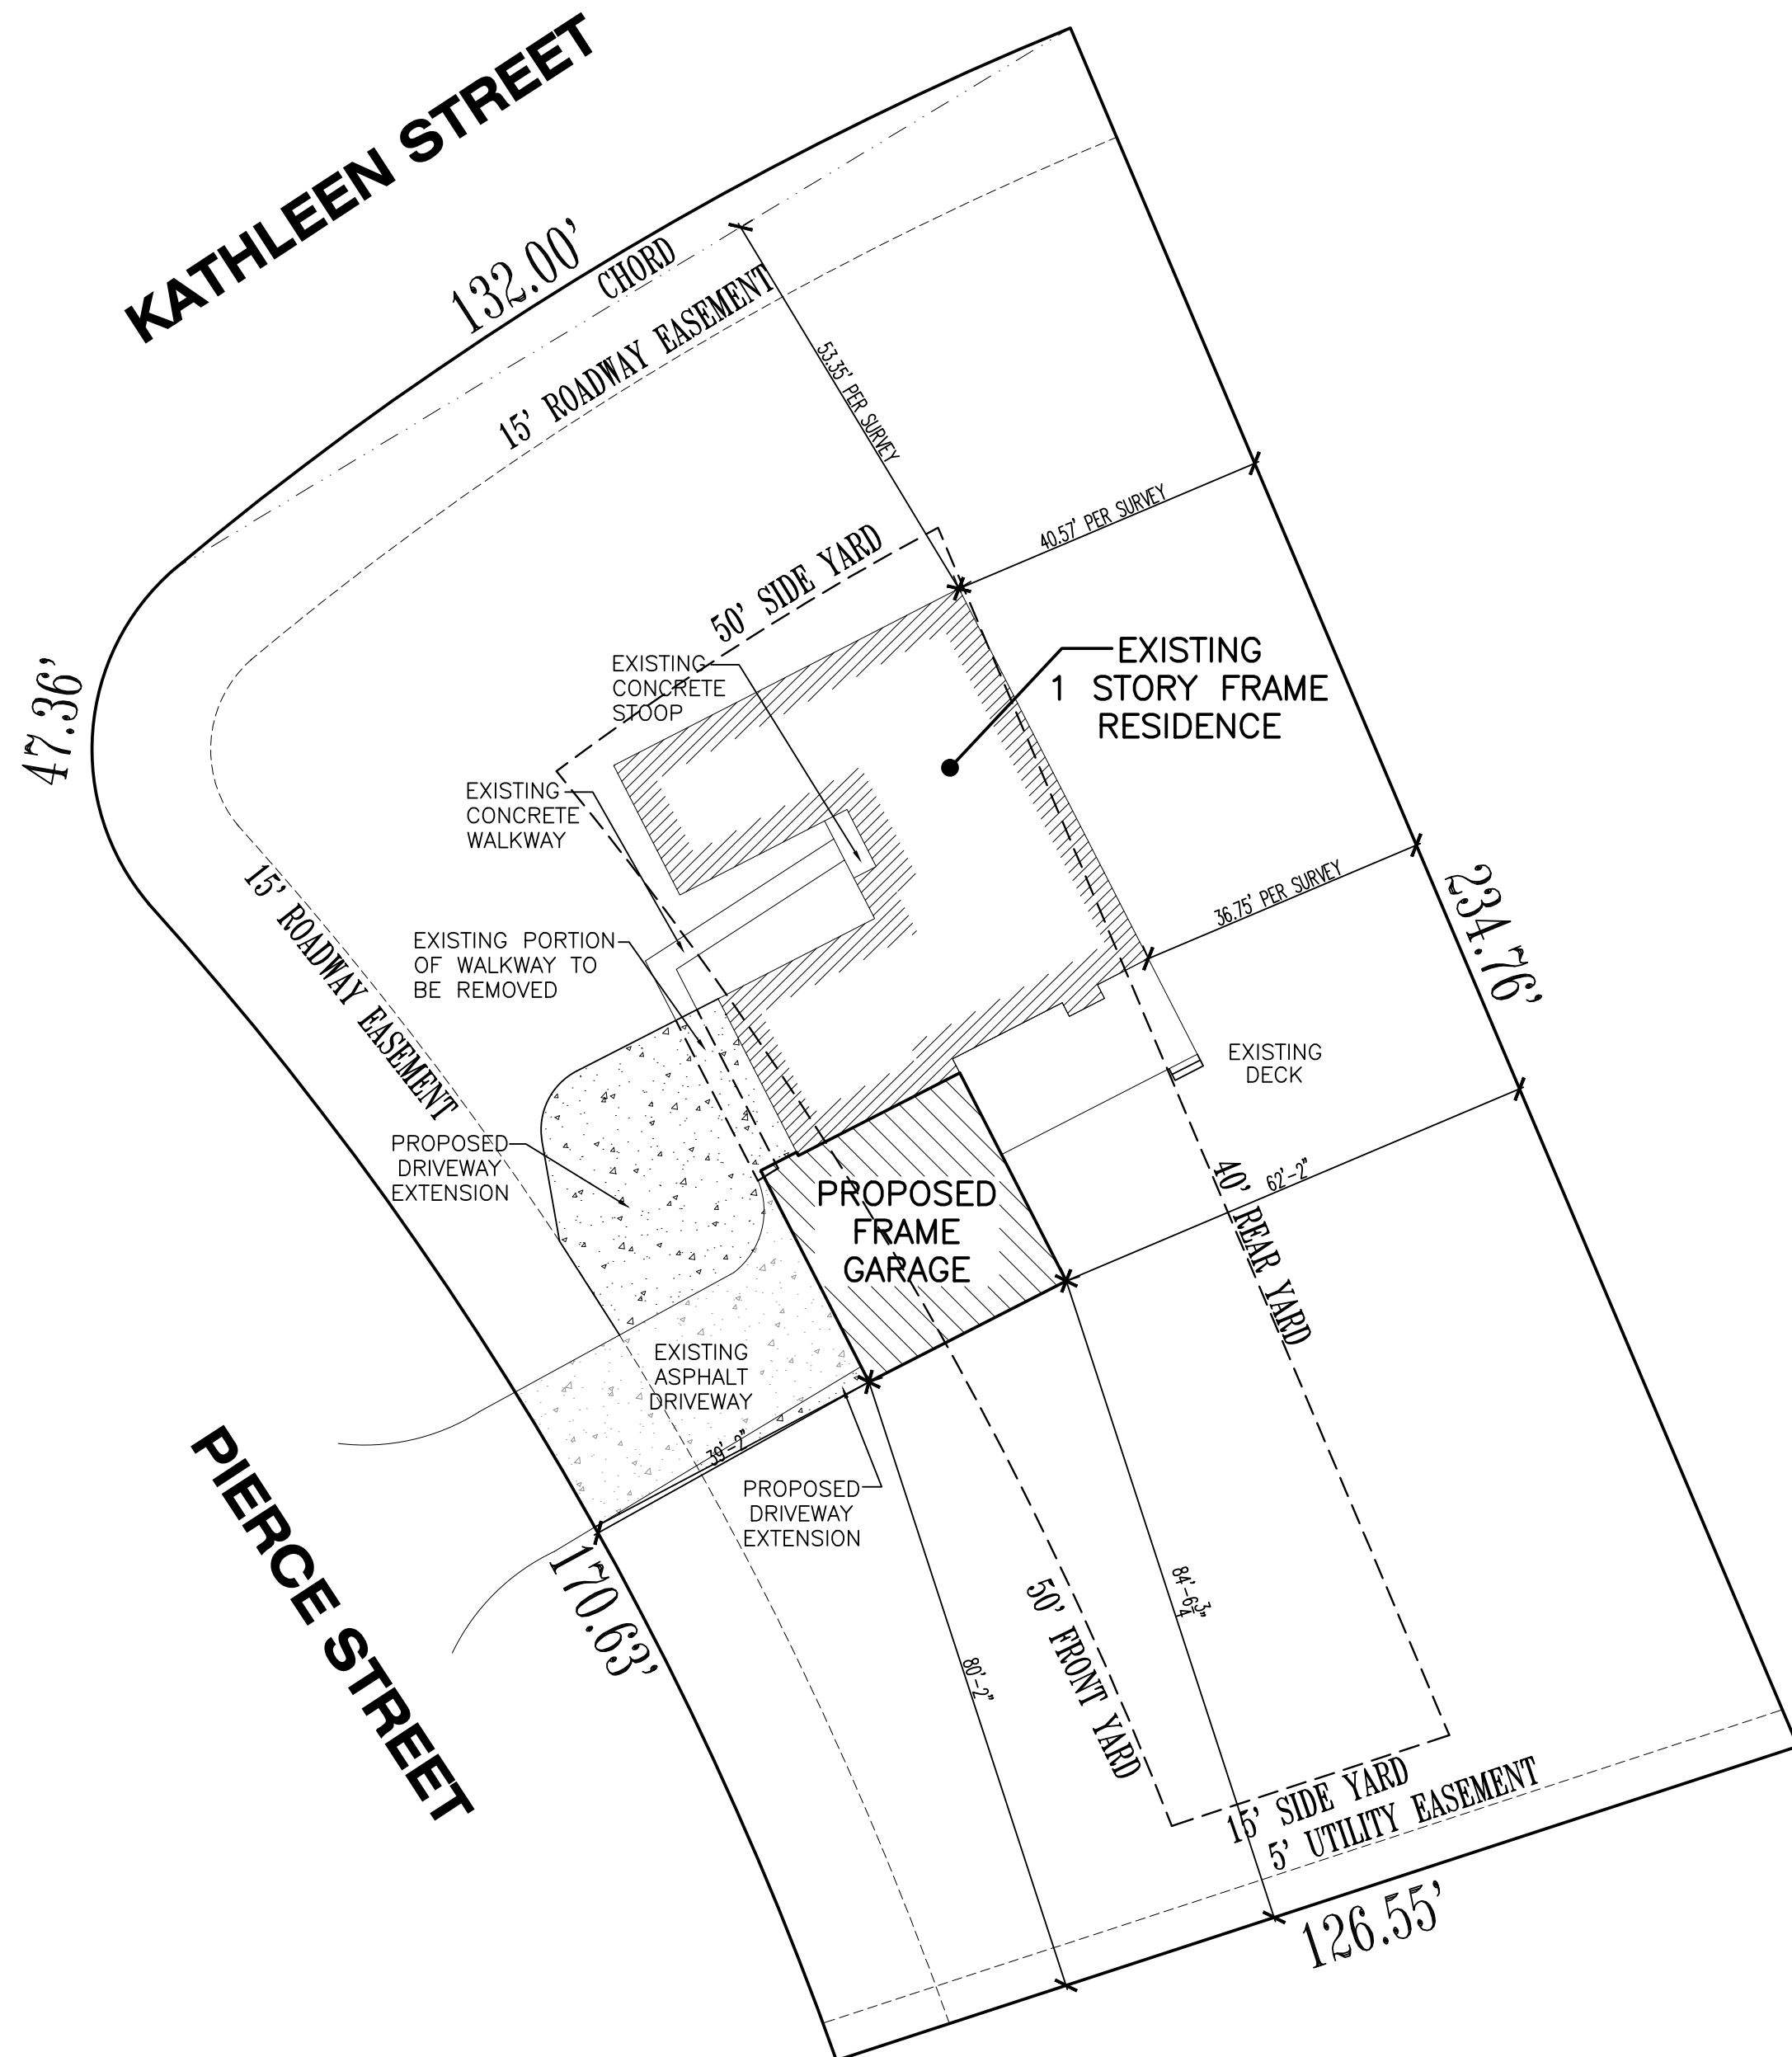 KATHLEEN STREET
132.00'
CHORD
15' ROADWAY EASEMENT
53.35' PER SURVEY
40.57' PER SURVEY
50' SIDE YARD
EXISTING
CONCRETE
STOOP
EXISTING
1 STORY FRAME
RESIDENCE
47.36'
EXISTING
CONCRETE
WALKWAY
15' ROADWAY EASEMENT
36.75' PER SURVEY
234.76'
EXISTING PORTION
OF WALKWAY TO
BE REMOVED
EXISTING
DECK
PROPOSED
DRIVEWAY
EXTENSION
PROPOSED
FRAME
GARAGE
62'-2"
40' REAR YARD
EXISTING
ASPHALT
DRIVEWAY
39'-2"
PROPOSED
DRIVEWAY
EXTENSION
PIERCE STREET
170.63'
50' FRONT YARD
84'-6 3/4"
80'-2"
15' SIDE YARD
5' UTILITY EASEMENT
126.55'